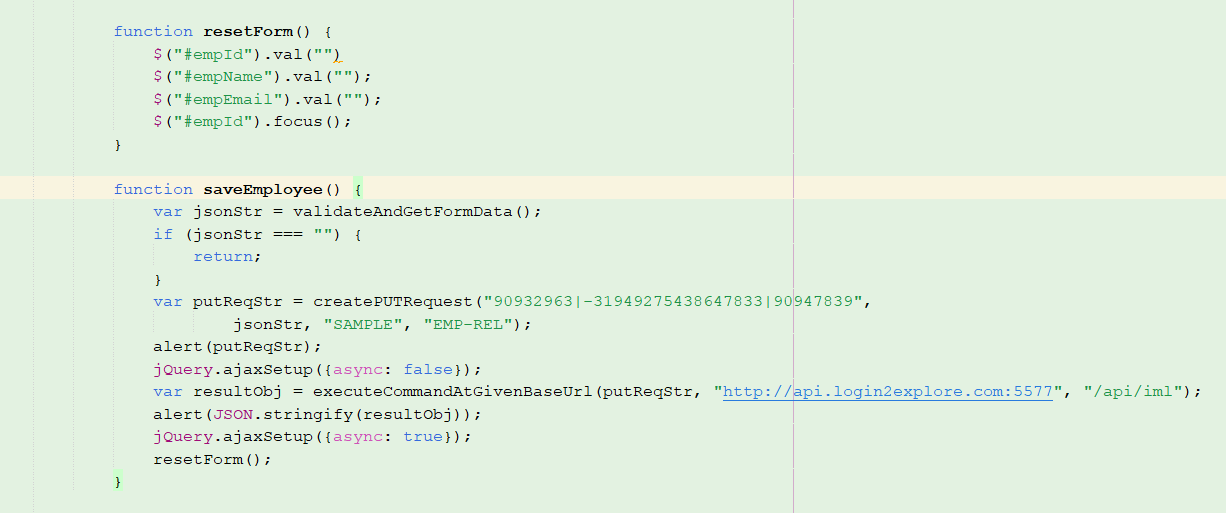 function resetForm() {
    $("#empId").val("")
    $("#empName").val("");
    $("#empEmail").val("");
    $("#empId").focus();
}
function saveEmployee() {
    var jsonStr = validateAndGetFormData();
    if (jsonStr === "") {
        return;
    }
    var putReqStr = createPUTRequest("90932963|-31949275438647833|90947839",
            jsonStr, "SAMPLE", "EMP-REL");
    alert(putReqStr);
    jQuery.ajaxSetup({async: false});
    var resultObj = executeCommandAtGivenBaseUrl(putReqStr, "http://api.login2explore.com:5577", "/api/iml");
    alert(JSON.stringify(resultObj));
    jQuery.ajaxSetup({async: true});
    resetForm();
}